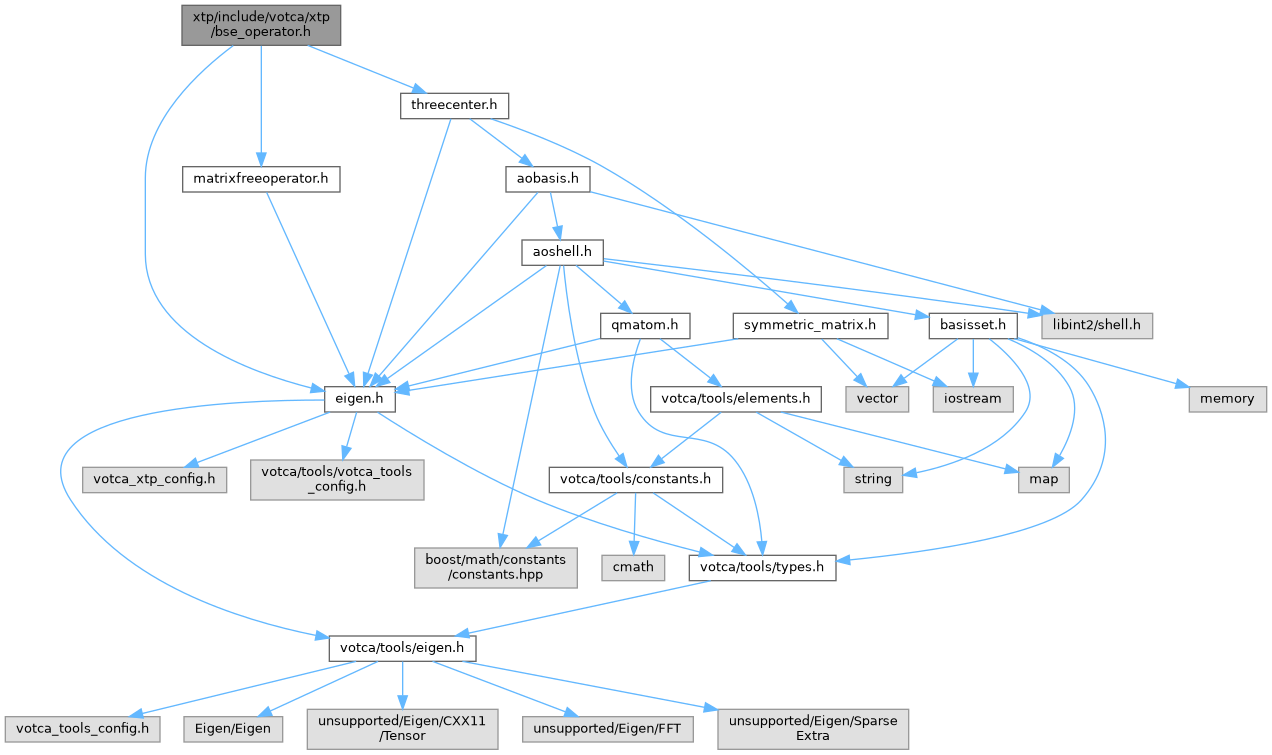 xtp/include/votca/xtp
/bse_operator.h
threecenter.h
matrixfreeoperator.h
aobasis.h
aoshell.h
qmatom.h
symmetric_matrix.h
basisset.h
libint2/shell.h
eigen.h
votca/tools/elements.h
vector
iostream
memory
votca_xtp_config.h
votca/tools/votca_tools
_config.h
votca/tools/constants.h
string
map
boost/math/constants
/constants.hpp
cmath
votca/tools/types.h
votca/tools/eigen.h
votca_tools_config.h
Eigen/Eigen
unsupported/Eigen/CXX11
/Tensor
unsupported/Eigen/FFT
unsupported/Eigen/Sparse
Extra